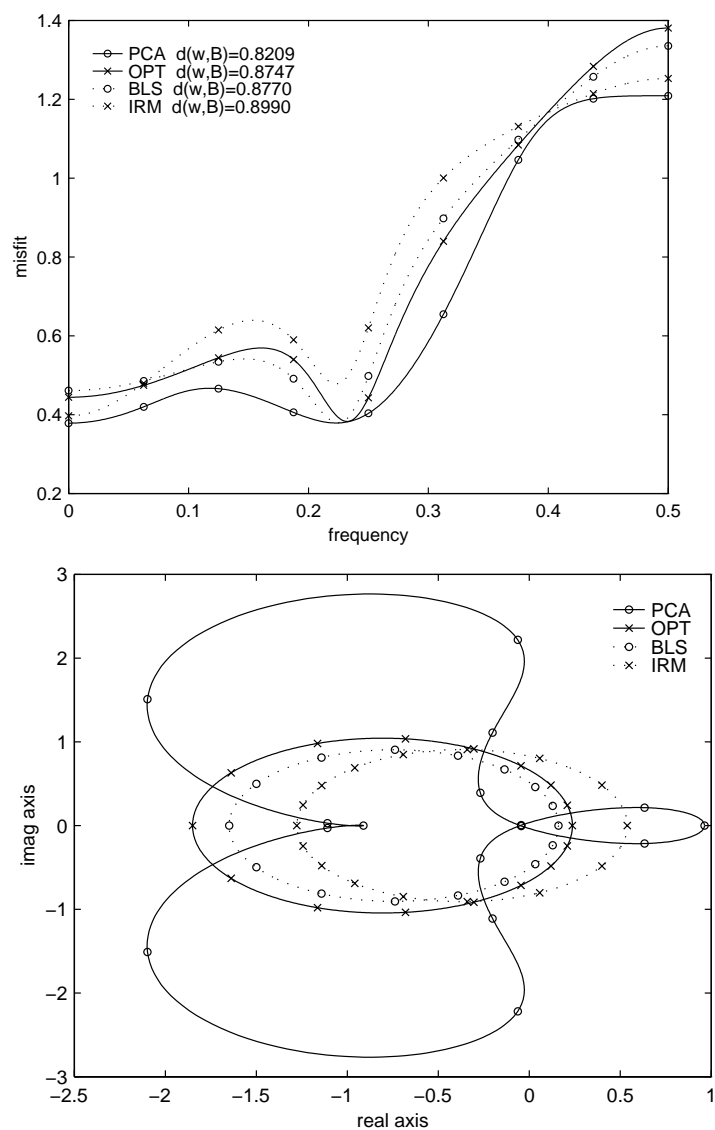 1.4
PCA d(w,B)=0.8209
OPT d(w,B)=0.8747
BLS d(w,B)=0.8770
IRM d(w,B)=0.8990
1.2
1
misfit
0.8
0.6
0.4
0.2
0 0.1 0.2 0.3 0.4 0.5
frequency
3
PCA
OPT
BLS
IRM
2
1
imag axis
0
−1
−2
−3
−2.5 −2 −1.5 −1 −0.5 0 0.5 1
real axis